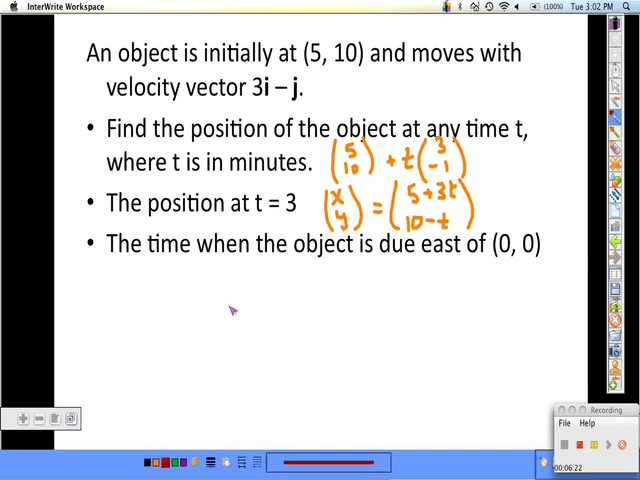 InterWrite Workspace
(100%)
Tue 3:02 PM
An object is initially at (5, 10) and moves with
velocity vector 3i – j.
• Find the position of the object at any time t,
where t is in minutes. (5 10) + t(3 -1)
• The position at t = 3 (x y) = (5+3t 10-t)
• The time when the object is due east of (0, 0)
Recording
File Help
00:06:22